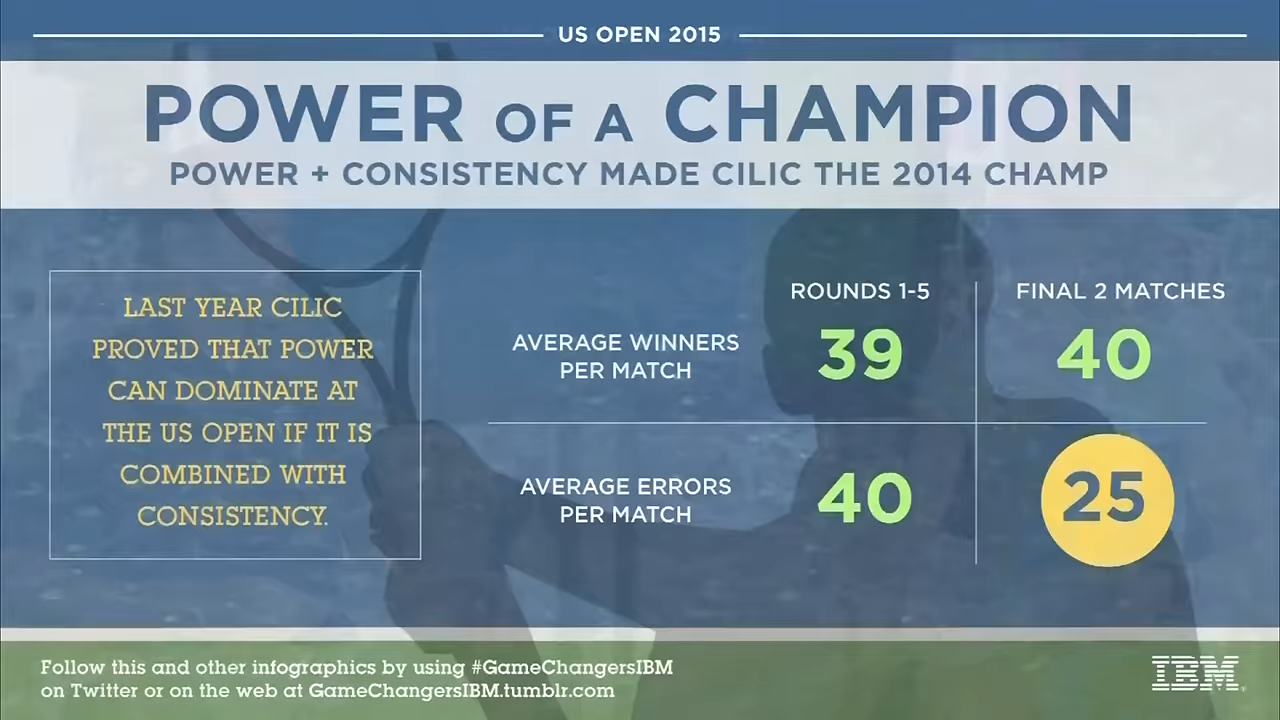 US OPEN 2015
POWER OF A CHAMPION
POWER + CONSISTENCY MADE CILIC THE 2014 CHAMP
LAST YEAR CILIC
PROVED THAT POWER
CAN DOMINATE AT
THE US OPEN IF IT IS
COMBINED WITH
CONSISTENCY.
ROUNDS 1-5
FINAL 2 MATCHES
AVERAGE WINNERS
PER MATCH
39
40
AVERAGE ERRORS
PER MATCH
40
25
Follow this and other infographics by using #GameChangersIBM
on Twitter or on the web at GameChangersIBM.tumblr.com
IBM®